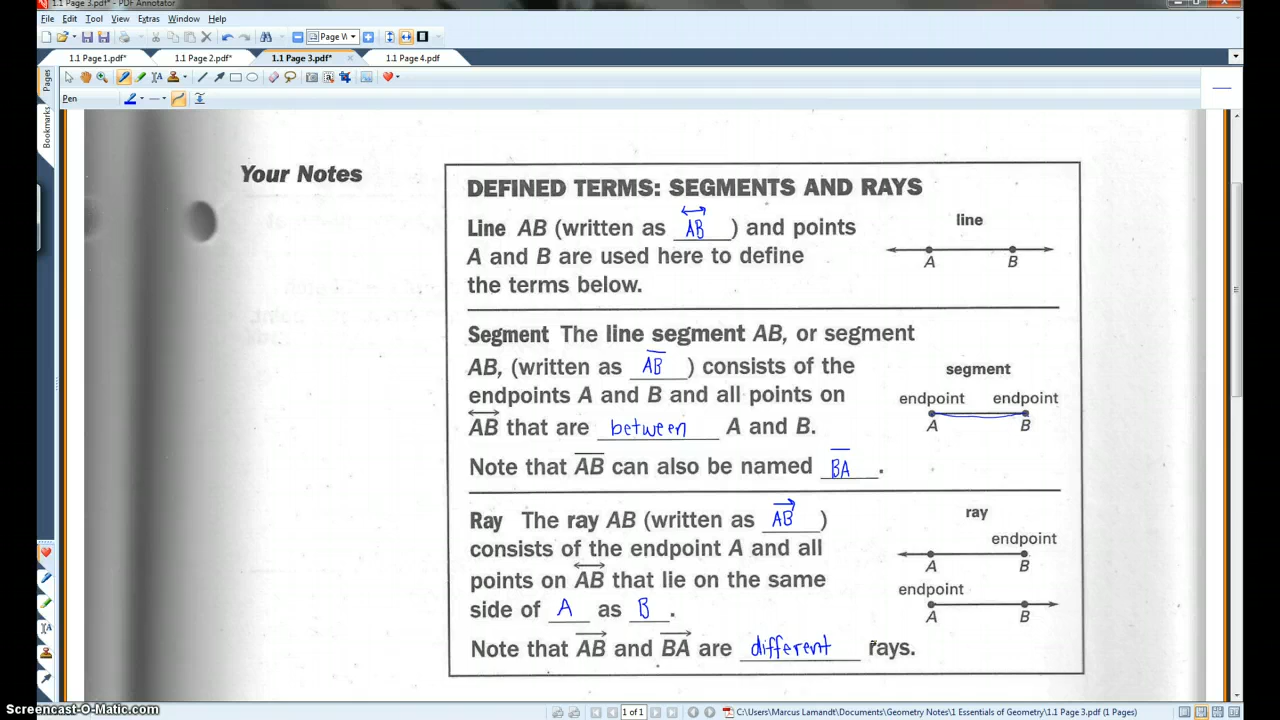 1.1 Page 3.pdf* - PDF Annotator
File Edit Tool View Extras Window Help
Page W
1.1 Page 1.pdf* 1.1 Page 2.pdf* 1.1 Page 3.pdf* 1.1 Page 4.pdf
Pen
Pages
Bookmarks
Your Notes
DEFINED TERMS: SEGMENTS AND RAYS
Line AB (written as AB) and points
A and B are used here to define
the terms below.
line
A B
Segment The line segment AB, or segment
AB, (written as AB) consists of the
endpoints A and B and all points on
AB that are between A and B.
Note that AB can also be named BA.
segment
endpoint endpoint
A B
Ray The ray AB (written as AB)
consists of the endpoint A and all
points on AB that lie on the same
side of A as B.
Note that AB and BA are different rays.
ray
endpoint
A B
endpoint
A B
Screencast-O-Matic.com
1 of 1
C:\Users\Marcus Lamandt\Documents\Geometry Notes\1 Essentials of Geometry\1.1 Page 3.pdf (1 Pages)